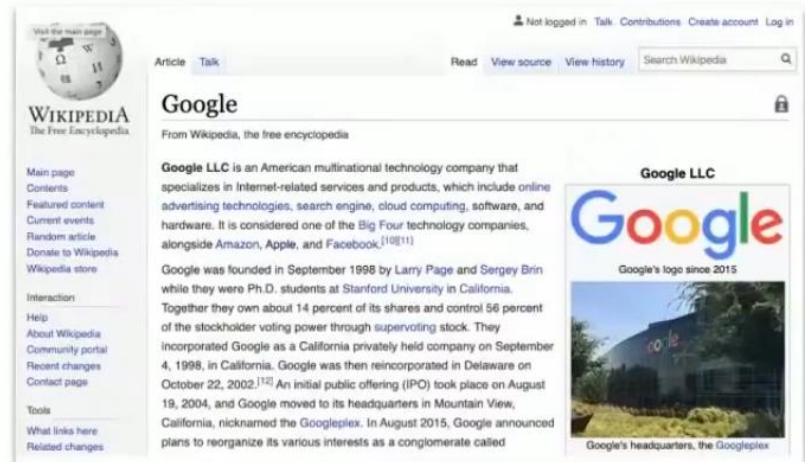 Not logged in Talk Contributions Create account Log in
Visit the main page
WIKIPEDIA
The Free Encyclopedia
Main page
Contents
Featured content
Current events
Random article
Donate to Wikipedia
Wikipedia store
Interaction
Help
About Wikipedia
Community portal
Recent changes
Contact page
Tools
What links here
Related changes
Article Talk
Read View source View history Search Wikipedia
Google
From Wikipedia, the free encyclopedia
Google LLC is an American multinational technology company that
specializes in Internet-related services and products, which include online
advertising technologies, search engine, cloud computing, software, and
hardware. It is considered one of the Big Four technology companies,
alongside Amazon, Apple, and Facebook.[10][11]
Google was founded in September 1998 by Larry Page and Sergey Brin
while they were Ph.D. students at Stanford University in California.
Together they own about 14 percent of its shares and control 56 percent
of the stockholder voting power through supervoting stock. They
incorporated Google as a California privately held company on September
4, 1998, in California. Google was then reincorporated in Delaware on
October 22, 2002.[12] An initial public offering (IPO) took place on August
19, 2004, and Google moved to its headquarters in Mountain View,
California, nicknamed the Googleplex. In August 2015, Google announced
plans to reorganize its various interests as a conglomerate called
Google LLC
Google
Google's logo since 2015
Google
Google's headquarters, the Googleplex